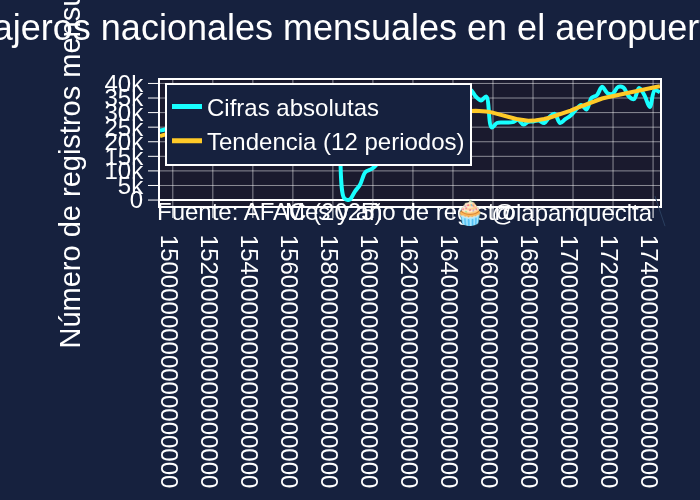 ajeros nacionales mensuales en el aeropuer
Número de registros mensu
40k
35k
30k
25k
20k
15k
10k
5k
0
Cifras absolutas
Tendencia (12 periodos)
Fuente: AFAC (2025)
Mes y año de registro
🧁 @lapanquecita
1500000000000000000
1520000000000000000
1540000000000000000
1560000000000000000
1580000000000000000
1600000000000000000
1620000000000000000
1640000000000000000
1660000000000000000
1680000000000000000
1700000000000000000
1720000000000000000
1740000000000000000